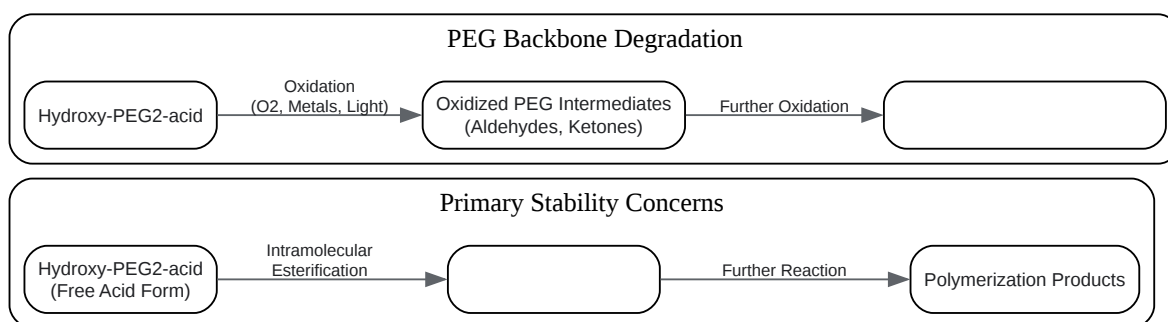 PEG Backbone Degradation
Oxidation
(O2, Metals, Light)
Hydroxy-PEG2-acid
Oxidized PEG Intermediates
(Aldehydes, Ketones)
Further Oxidation
Primary Stability Concerns
Hydroxy-PEG2-acid
(Free Acid Form)
Intramolecular
Esterification
Further Reaction
Polymerization Products